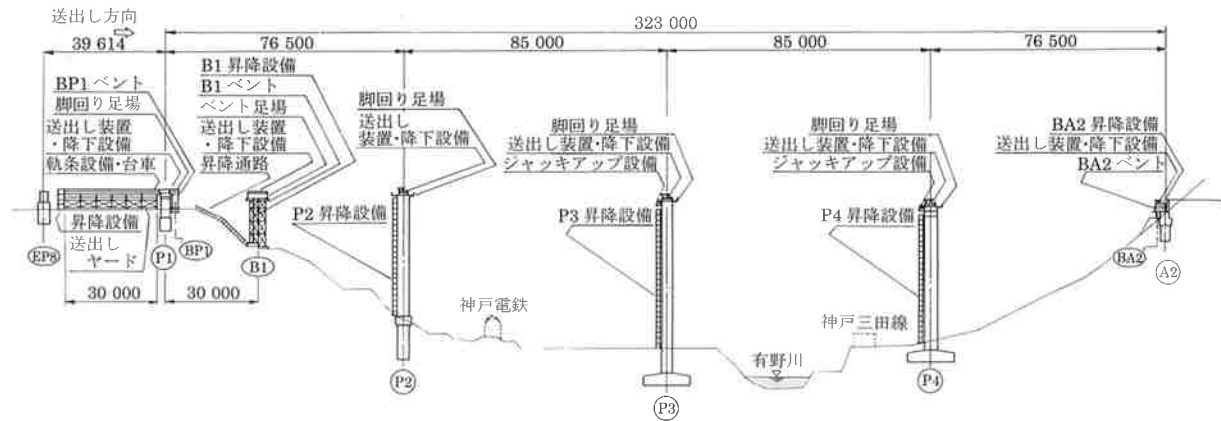 送出し方向
323 000
39 614
76 500
85 000
85 000
76 500
BP1ベント
脚回り足場
送出し装置
・降下設備
軌条設備・台車
B1昇降設備
B1ベント
ベント足場
送出し装置
・降下設備
昇降通路
脚回り足場
送出し
装置・降下設備
脚回り足場
送出し装置・降下設備
ジャッキアップ設備
脚回り足場
送出し装置・降下設備
ジャッキアップ設備
BA2昇降設備
送出し装置・降下設備
BA2ベント
昇降設備
送出し
ヤード
P2昇降設備
P3昇降設備
P4昇降設備
EP8
P1
BP1
B1
BA2
A2
30 000
30 000
神戸電鉄
神戸三田線
有野川
P2
P3
P4